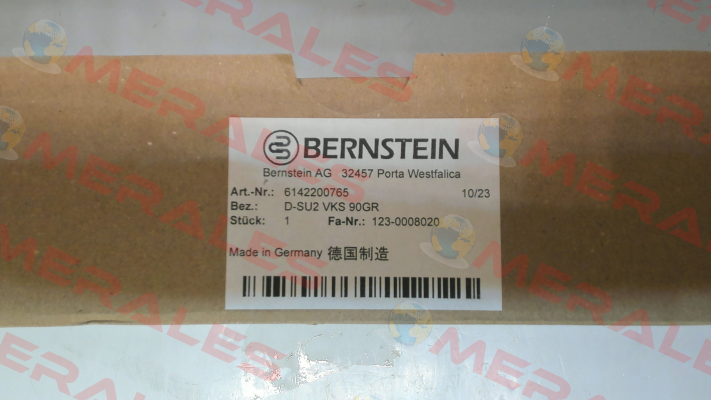 BERNSTEIN
Bernstein AG 32457 Porta Westfalica
Art.-Nr.: 6142200765 10/23
Bez.: D-SU2 VKS 90GR
Stück: 1 Fa-Nr.: 123-0008020
Made in Germany 德国制造
MERALES
MERALES
MERALES
MERALES
MERALES
MERALES